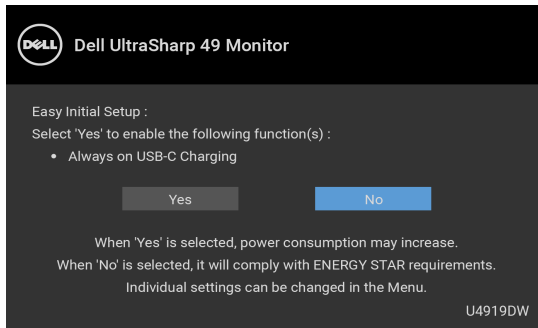 DELL
Dell UltraSharp 49 Monitor
Easy Initial Setup :
Select 'Yes' to enable the following function(s) :
• Always on USB-C Charging
Yes No
When 'Yes' is selected, power consumption may increase.
When 'No' is selected, it will comply with ENERGY STAR requirements.
Individual settings can be changed in the Menu.
U4919DW